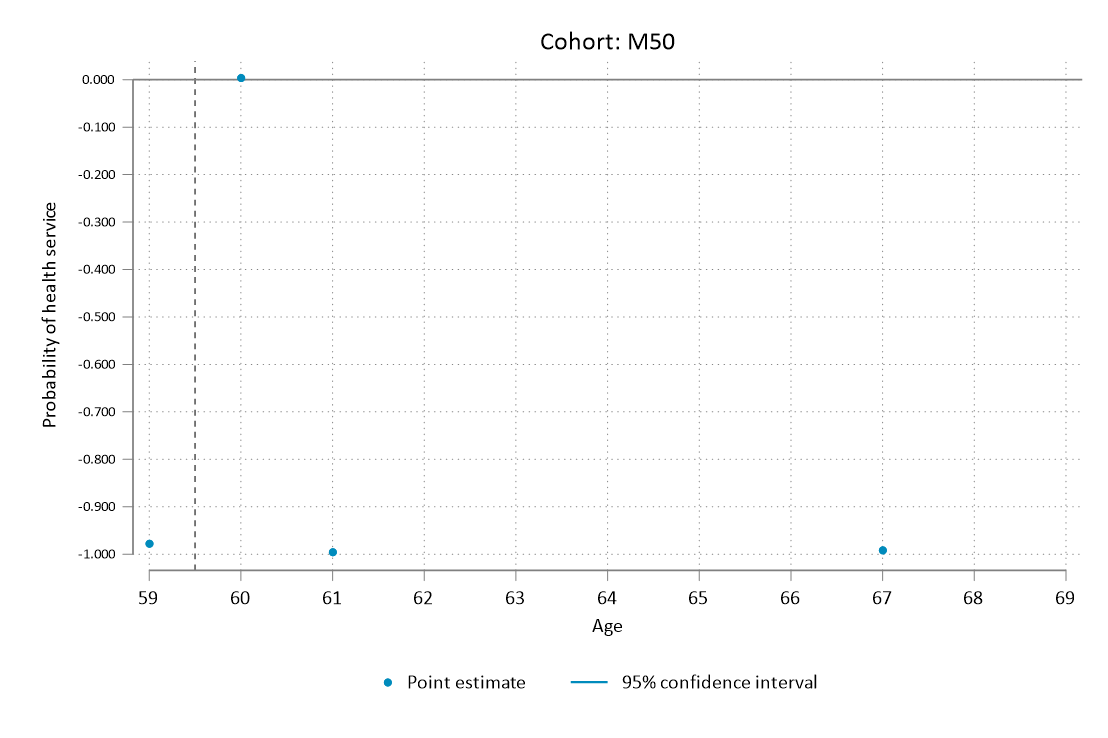 Cohort: M50
0.000
-0.100
-0.200
-0.300
-0.400
-0.500
-0.600
-0.700
-0.800
-0.900
-1.000
Probability of health service
59 60 61 62 63 64 65 66 67 68 69
Age
Point estimate 95% confidence interval